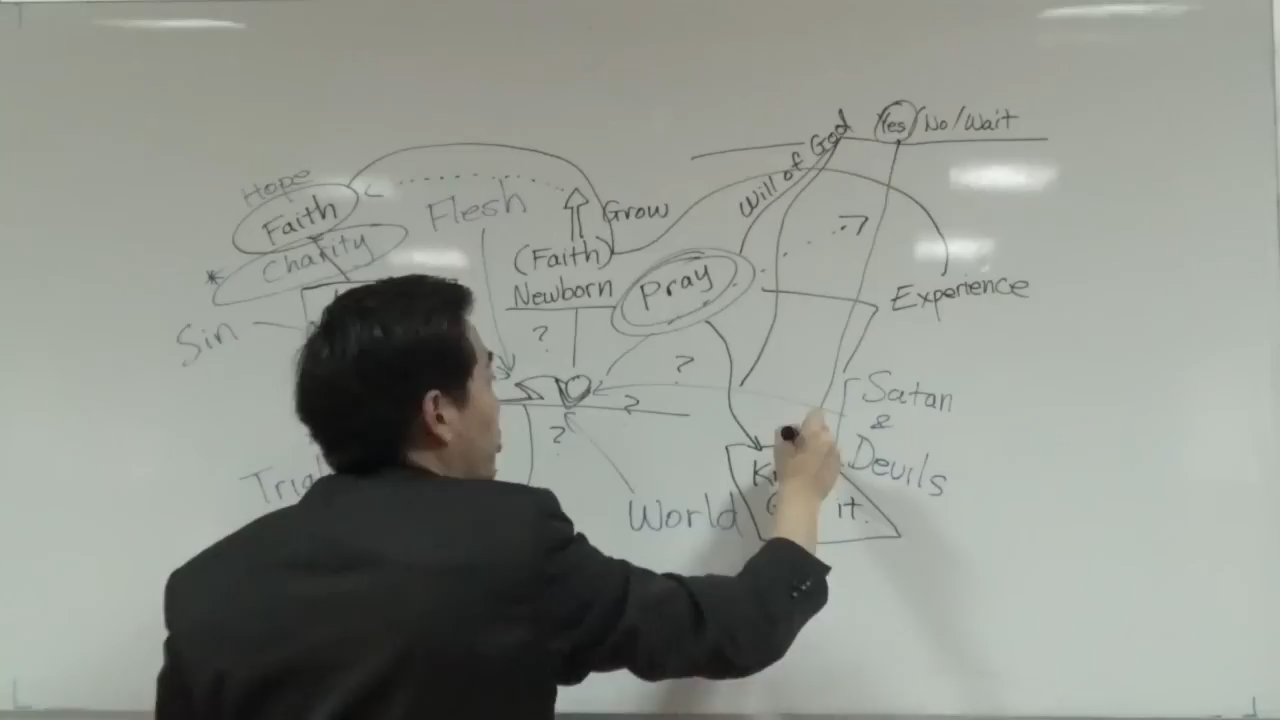 Yes/No/Wait
Will of God
Hope
Faith
Charity
*
Flesh
Grow
(Faith)
Newborn
Pray
Experience
Sin
?
?
?
?
?
Satan
&
Devils
World
it.